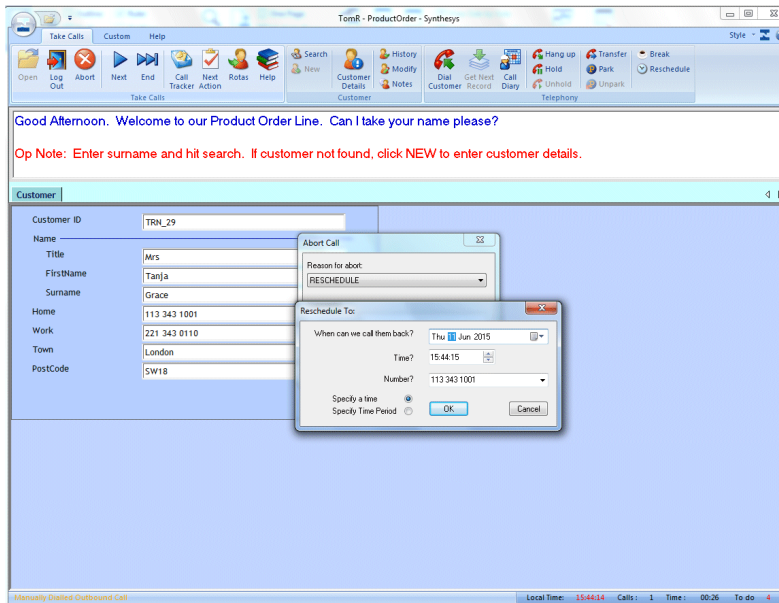 TomR - ProductOrder - Synthesys
Take Calls Custom Help Style
Open Log Out Abort Next End Call Tracker Next Action Rotas Help
Search
New
Customer Details
History
Modify
Notes
Dial Customer Get Next Record Call Diary
Hang up
Hold
Unhold
Transfer
Park
Unpark
Break
Reschedule
Take Calls Customer Telephony
Good Afternoon. Welcome to our Product Order Line. Can I take your name please?
Op Note: Enter surname and hit search. If customer not found, click NEW to enter customer details.
Customer
Customer ID TRN_29
Name
Title Mrs
FirstName Tanja
Surname Grace
Home 113 343 1001
Work 221 343 0110
Town London
PostCode SW18
Abort Call
Reason for abort:
RESCHEDULE
Reschedule To:
When can we call them back? Thu 11 Jun 2015
Time? 15:44:15
Number? 113 343 1001
Specify a time
Specify Time Period
OK Cancel
Manually Dialled Outbound Call
Local Time: 15:44:14 Calls : 1 Time : 00:26 To do 4